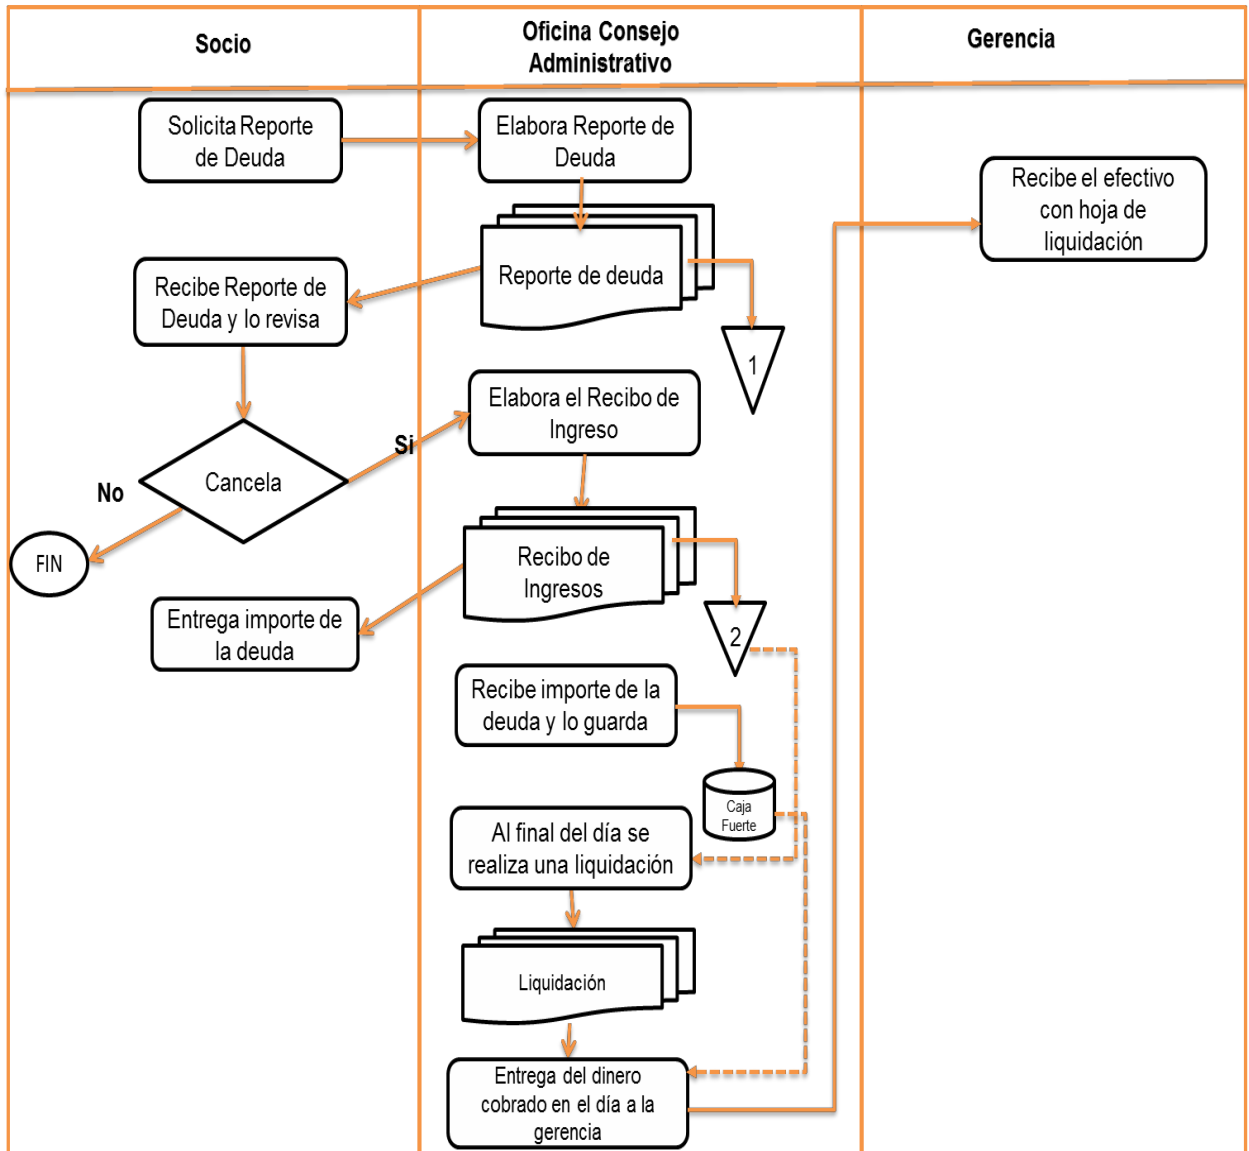 Socio
Oficina Consejo
Administrativo
Gerencia
Solicita Reporte
de Deuda
Elabora Reporte de
Deuda
Recibe el efectivo
con hoja de
liquidación
Reporte de deuda
Recibe Reporte de
Deuda y lo revisa
1
Elabora el Recibo de
Ingreso
Si
Cancela
No
FIN
Recibo de
Ingresos
Entrega importe de
la deuda
2
Recibe importe de la
deuda y lo guarda
Caja
Fuerte
Al final del día se
realiza una liquidación
Liquidación
Entrega del dinero
cobrado en el día a la
gerencia